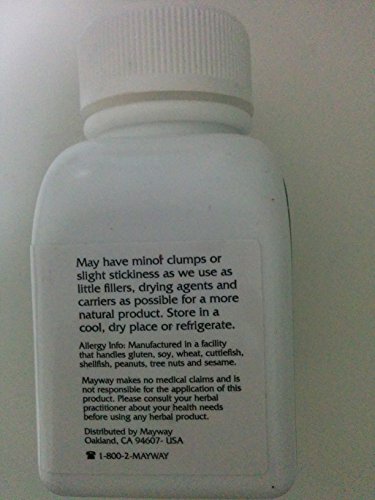 May have minor clumps or
slight stickiness as we use as
little fillers, drying agents and
carriers as possible for a more
natural product. Store in a
cool, dry place or refrigerate.
Allergy Info: Manufactured in a facility
that handles gluten, soy, wheat, cuttlefish,
shellfish, peanuts, tree nuts and sesame.
Mayway makes no medical claims and is
not responsible for the application of this
product. Please consult your herbal
practitioner about your health needs
before using any herbal product.
Distributed by Mayway
Oakland, CA 94607- USA
☎ 1-800-2-MAYWAY